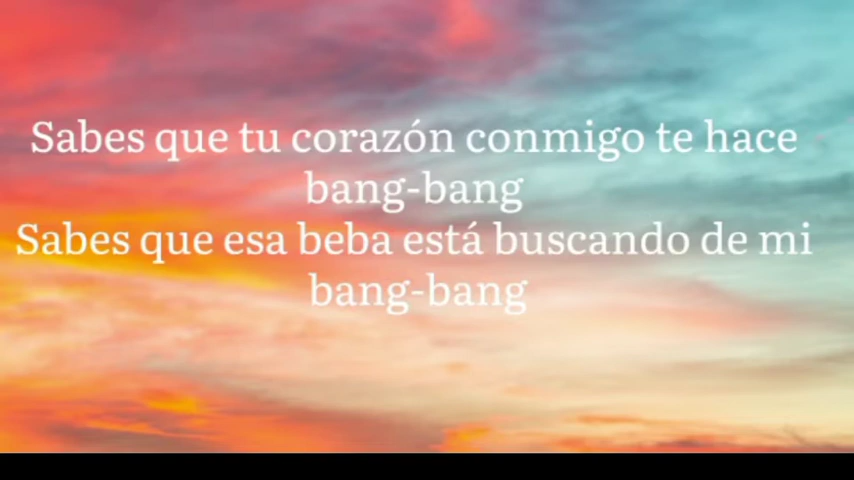 Sabes que tu corazón conmigo te hace
bang-bang
Sabes que esa beba está buscando de mi
bang-bang